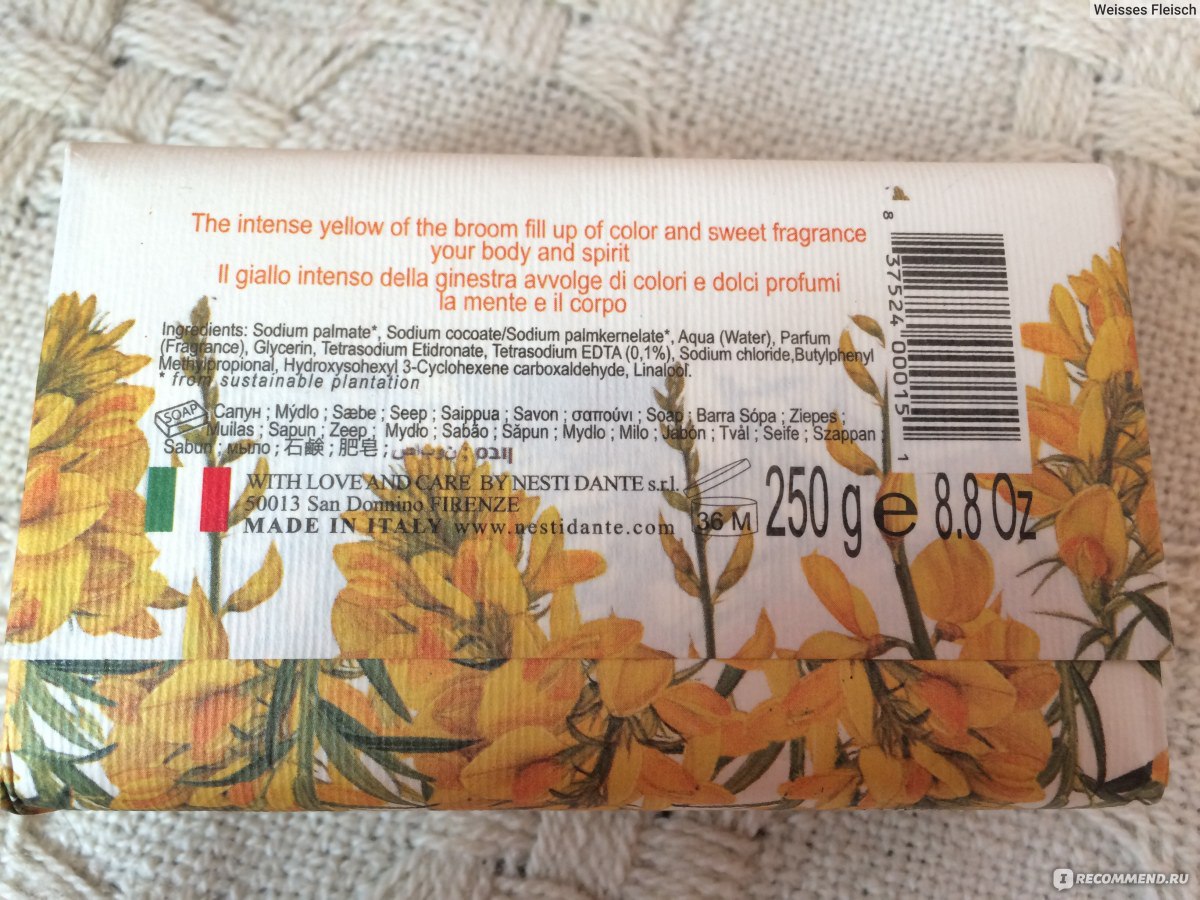 Weisses Fleisch
The intense yellow of the broom fill up of color and sweet fragrance
your body and spirit
Il giallo intenso della ginestra avvolge di colori e dolci profumi
la mente e il corpo
Ingredients: Sodium palmate*, Sodium cocoate/Sodium palmkernelate*, Aqua (Water), Parfum
(Fragrance), Glycerin, Tetrasodium Etidronate, Tetrasodium EDTA (0,1%), Sodium chloride,Butylphenyl
Methylpropional, Hydroxysohexyl 3-Cyclohexene carboxaldehyde, Linalool.
* from sustainable plantation
SOAP
Сапун ; Mýdlo ; Sæbe ; Seep ; Saippua ; Savon ; σαπούνι ; Soap ; Barra Sópa ; Ziepes ;
Muilas ; Sapun ; Zeep ; Mydło ; Sabão ; Săpun ; Mydlo ; Milo ; Jabón ; Tvål ; Seife ; Szappan ;
Sabun ; мыло ; 石鹸 ; 肥皂 ;
WITH LOVE AND CARE BY NESTI DANTE s.r.l.
50013 San Donnino FIRENZE
MADE IN ITALY www.nestidante.com
36 M
250 g e 8.8 Oz
8 37524 00015 1
IRECOMMEND.RU